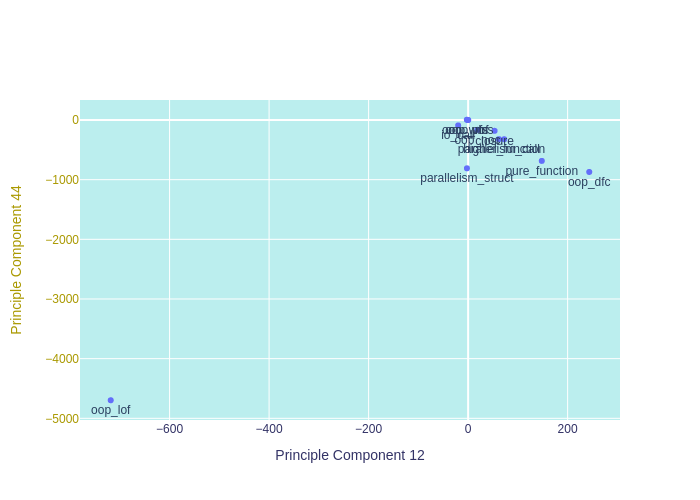 0
−1000
−2000
−3000
−4000
−5000
Principle Component 44
closure
parallelism_struct
pure_function
oop_dfc
oop_lof
−600
−400
−200
0
200
Principle Component 12